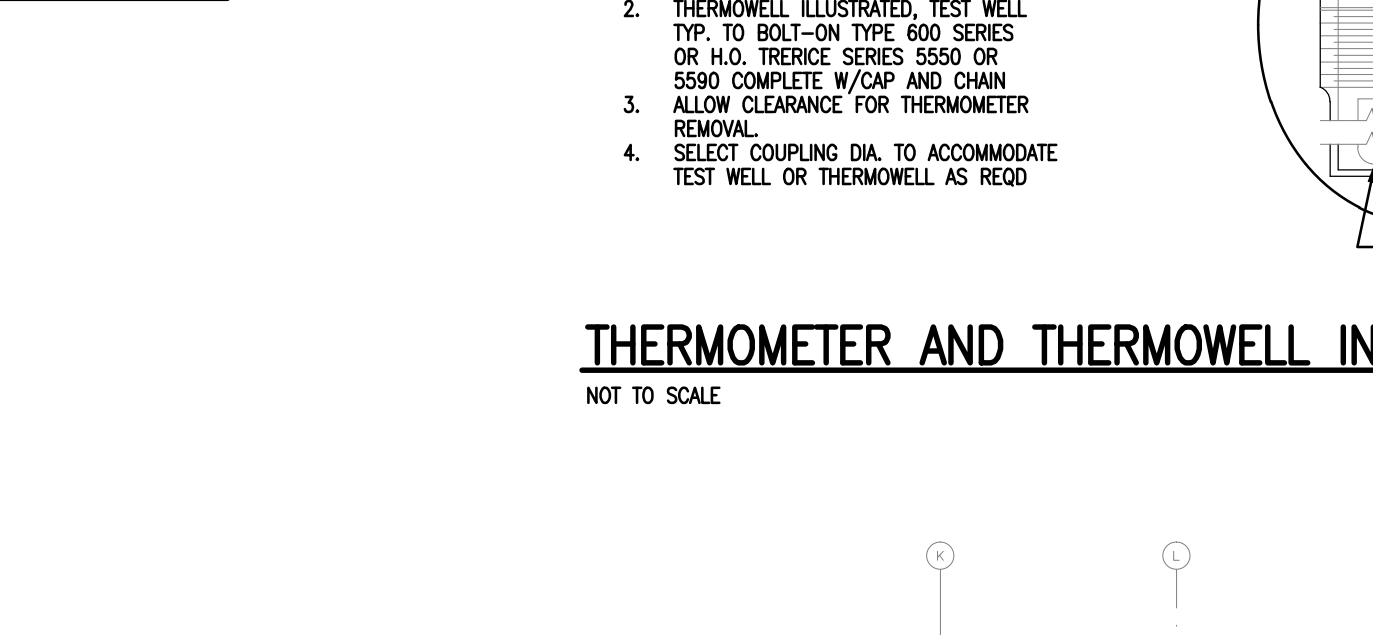 2. THERMOWELL ILLUSTRATED, TEST WELL
TYP. TO BOLT-ON TYPE 600 SERIES
OR H.O. TRERICE SERIES 5550 OR
5590 COMPLETE W/CAP AND CHAIN
3. ALLOW CLEARANCE FOR THERMOMETER
REMOVAL.
4. SELECT COUPLING DIA. TO ACCOMMODATE
TEST WELL OR THERMOWELL AS REQD
THERMOMETER AND THERMOWELL IN
NOT TO SCALE
K
L